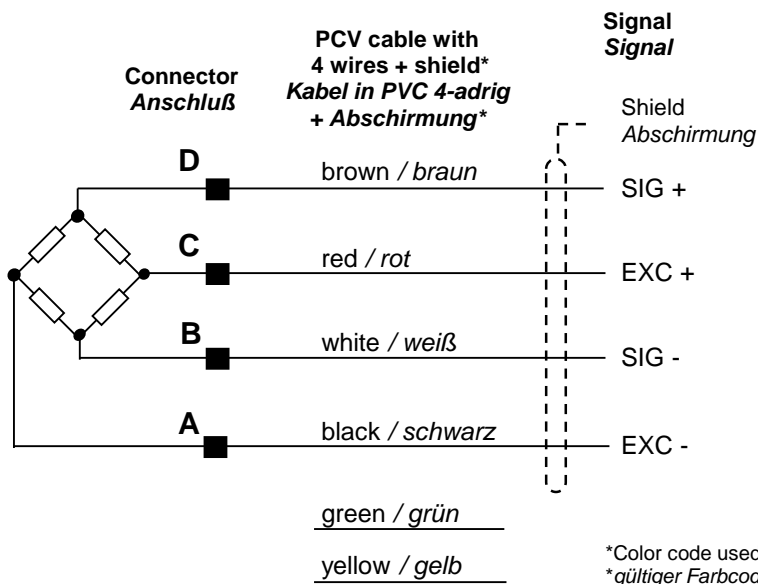 PCV cable with
4 wires + shield*
Kabel in PVC 4-adrig
+ Abschirmung*
Signal
Signal
Connector
Anschluß
Shield
Abschirmung
D
brown / braun
SIG +
C
red / rot
EXC +
B
white / weiß
SIG -
A
black / schwarz
EXC -
green / grün
yellow / gelb
*Color code used
*gültiger Farbcod